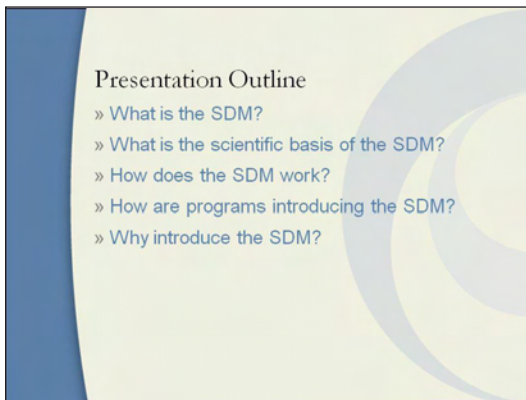 Presentation Outline
» What is the SDM?
» What is the scientific basis of the SDM?
» How does the SDM work?
» How are programs introducing the SDM?
» Why introduce the SDM?